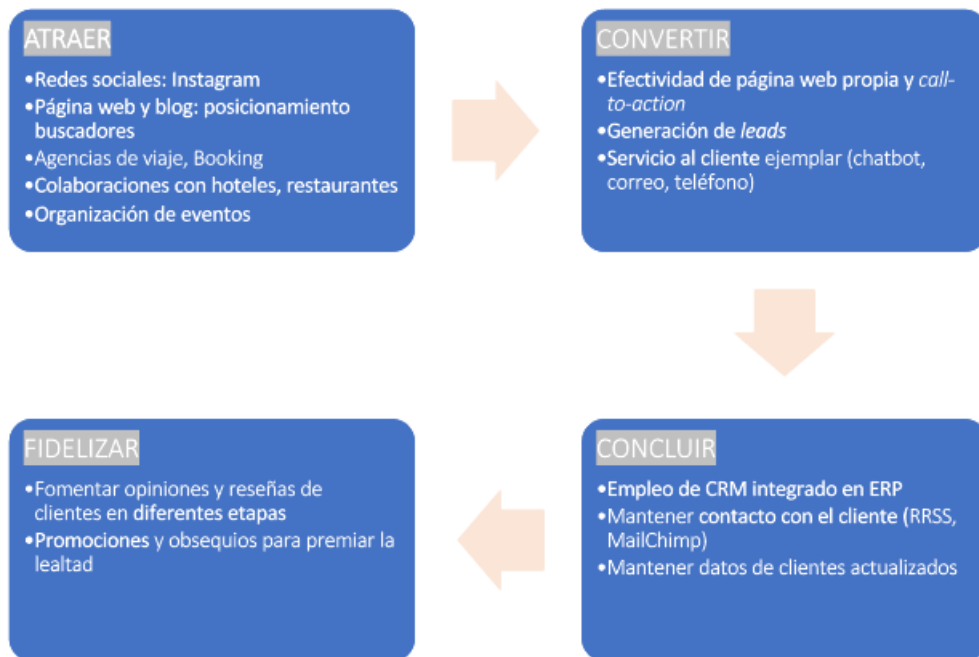 ATRAER
•Redes sociales: Instagram
•Página web y blog: posicionamiento
buscadores
•Agencias de viaje, Booking
•Colaboraciones con hoteles, restaurantes
•Organización de eventos
CONVERTIR
•Efectividad de página web propia y call-
to-action
•Generación de leads
•Servicio al cliente ejemplar (chatbot,
correo, teléfono)
CONCLUIR
•Empleo de CRM integrado en ERP
•Mantener contacto con el cliente (RRSS,
MailChimp)
•Mantener datos de clientes actualizados
FIDELIZAR
•Fomentar opiniones y reseñas de
clientes en diferentes etapas
•Promociones y obsequios para premiar la
lealtad